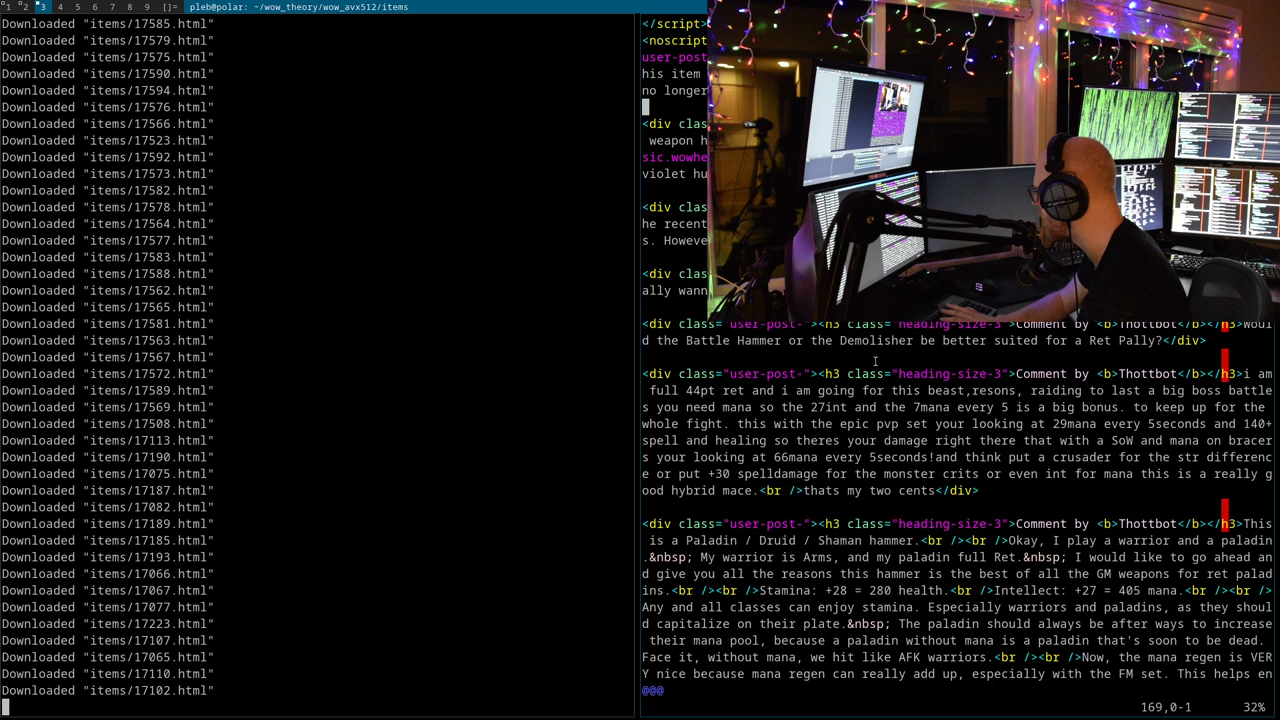 1 2 3 4 5 6 7 8 9 []= pleb@polar: ~/wow_theory/wow_avx512/items
Downloaded "items/17585.html"
Downloaded "items/17579.html"
Downloaded "items/17575.html"
Downloaded "items/17590.html"
Downloaded "items/17594.html"
Downloaded "items/17576.html"
Downloaded "items/17566.html"
Downloaded "items/17523.html"
Downloaded "items/17592.html"
Downloaded "items/17573.html"
Downloaded "items/17582.html"
Downloaded "items/17578.html"
Downloaded "items/17564.html"
Downloaded "items/17577.html"
Downloaded "items/17583.html"
Downloaded "items/17588.html"
Downloaded "items/17562.html"
Downloaded "items/17565.html"
Downloaded "items/17581.html"
Downloaded "items/17563.html"
Downloaded "items/17567.html"
Downloaded "items/17572.html"
Downloaded "items/17589.html"
Downloaded "items/17569.html"
Downloaded "items/17508.html"
Downloaded "items/17113.html"
Downloaded "items/17190.html"
Downloaded "items/17075.html"
Downloaded "items/17187.html"
Downloaded "items/17082.html"
Downloaded "items/17189.html"
Downloaded "items/17185.html"
Downloaded "items/17193.html"
Downloaded "items/17066.html"
Downloaded "items/17067.html"
Downloaded "items/17077.html"
Downloaded "items/17223.html"
Downloaded "items/17107.html"
Downloaded "items/17065.html"
Downloaded "items/17110.html"
Downloaded "items/17102.html"
</script>
<noscript
user-post
his item
no longer
<div clas
weapon h
sic.wowhe
violet hu
<div clas
he recent
s. Howeve
<div clas
ally wann
<div class="user-post-"><h3 class="heading-size-3">Comment by <b>Thottbot</b></h3>Woul
d the Battle Hammer or the Demolisher be better suited for a Ret Pally?</div>
<div class="user-post-"><h3 class="heading-size-3">Comment by <b>Thottbot</b></h3>i am
full 44pt ret and i am going for this beast,resons, raiding to last a big boss battle
s you need mana so the 27int and the 7mana every 5 is a big bonus. to keep up for the
whole fight. this with the epic pvp set your looking at 29mana every 5seconds and 140+
spell and healing so theres your damage right there that with a SoW and mana on bracer
s your looking at 66mana every 5seconds!and think put a crusader for the str differenc
e or put +30 spelldamage for the monster crits or even int for mana this is a really g
ood hybrid mace.<br />thats my two cents</div>
<div class="user-post-"><h3 class="heading-size-3">Comment by <b>Thottbot</b></h3>This
is a Paladin / Druid / Shaman hammer.<br /><br />Okay, I play a warrior and a paladin
.&nbsp; My warrior is Arms, and my paladin full Ret.&nbsp; I would like to go ahead an
d give you all the reasons this hammer is the best of all the GM weapons for ret palad
ins.<br /><br />Stamina: +28 = 280 health.<br />Intellect: +27 = 405 mana.<br /><br />
Any and all classes can enjoy stamina. Especially warriors and paladins, as they shoul
d capitalize on their plate.&nbsp; The paladin should always be after ways to increase
their mana pool, because a paladin without mana is a paladin that's soon to be dead.
Face it, without mana, we hit like AFK warriors.<br /><br />Now, the mana regen is VER
Y nice because mana regen can really add up, especially with the FM set. This helps en
@@@
169,0-1 32%